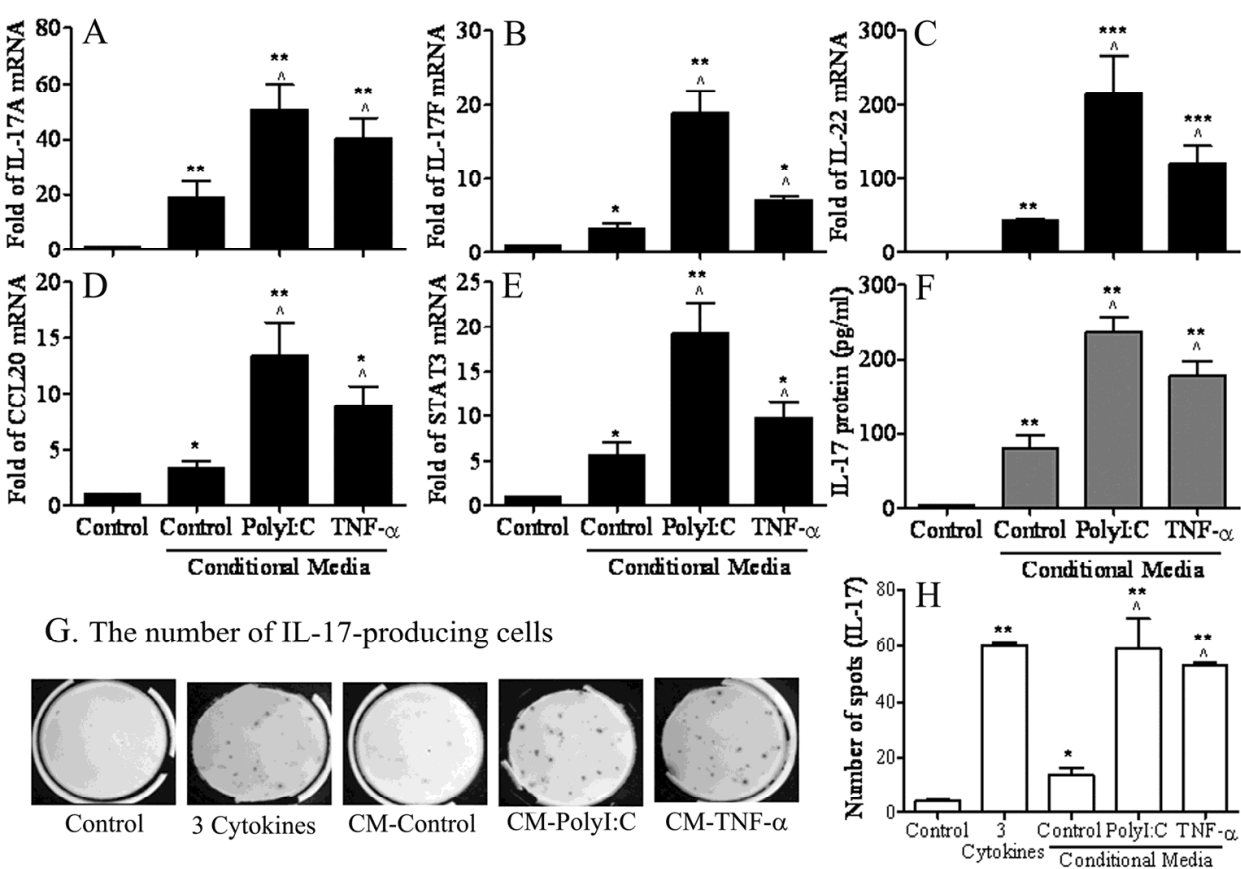 A
Fold of IL-17A mRNA
80
60
40
20
0
**
**
^
**
^
B
Fold of IL-17F mRNA
30
20
10
0
*
**
^
*
^
C
Fold of IL-22 mRNA
300
200
100
0
**
***
^
***
^
D
Fold of CCL20 mRNA
20
15
10
5
0
*
**
^
*
^
Control Control PolyI:C TNF-α
Conditional Media
E
Fold of STAT3 mRNA
25
20
15
10
5
0
*
**
^
*
^
Control Control PolyI:C TNF-α
Conditional Media
F
IL-17 protein (pg/ml)
300
200
100
0
**
**
^
**
^
Control Control PolyI:C TNF-α
Conditional Media
G. The number of IL-17-producing cells
Control 3 Cytokines CM-Control CM-PolyI:C CM-TNF-α
H
Number of spots (IL-17)
80
60
40
20
0
**
*
**
^
**
^
Control 3 Control PolyI:C TNF-α
Cytokines Conditional Media